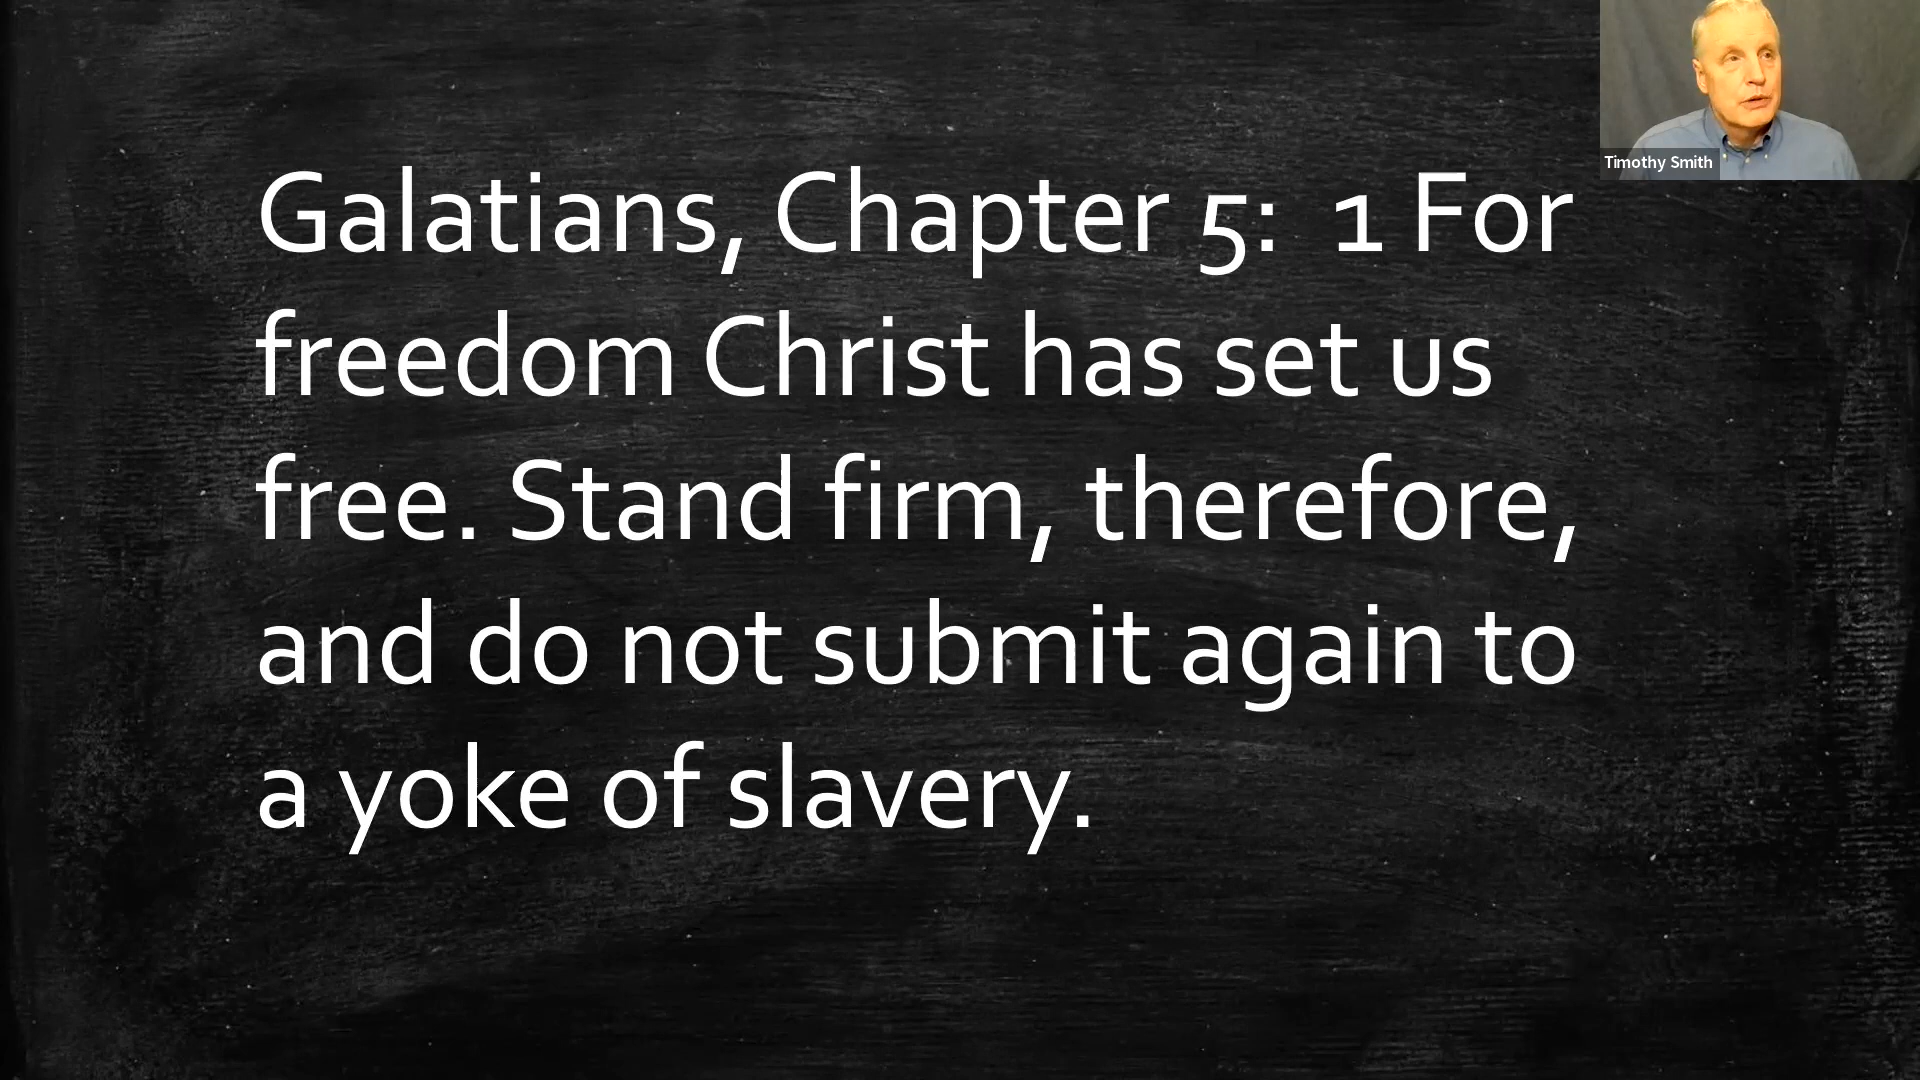 Galatians, Chapter 5:  1 For
freedom Christ has set us
free. Stand firm, therefore,
and do not submit again to
a yoke of slavery.
Timothy Smith